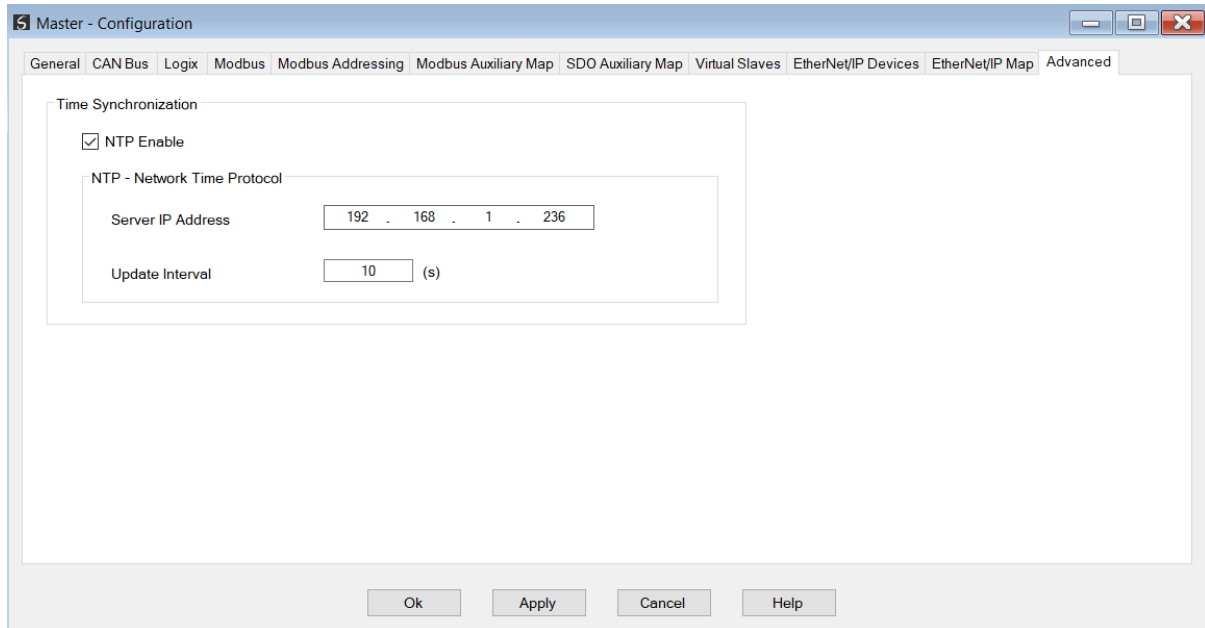 Master - Configuration
General CAN Bus Logix Modbus Modbus Addressing Modbus Auxiliary Map SDO Auxiliary Map Virtual Slaves EtherNet/IP Devices EtherNet/IP Map Advanced
Time Synchronization
NTP Enable
NTP - Network Time Protocol
Server IP Address 192 . 168 . 1 . 236
Update Interval 10 (s)
Ok Apply Cancel Help